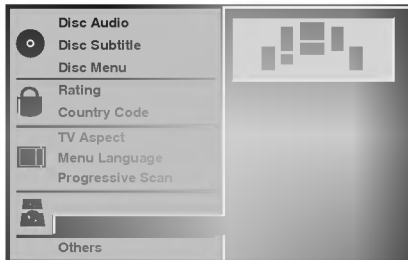 Disc Audio
Disc Subtitle
Disc Menu
Rating
Country Code
TV Aspect
Menu Language
Progressive Scan
Others